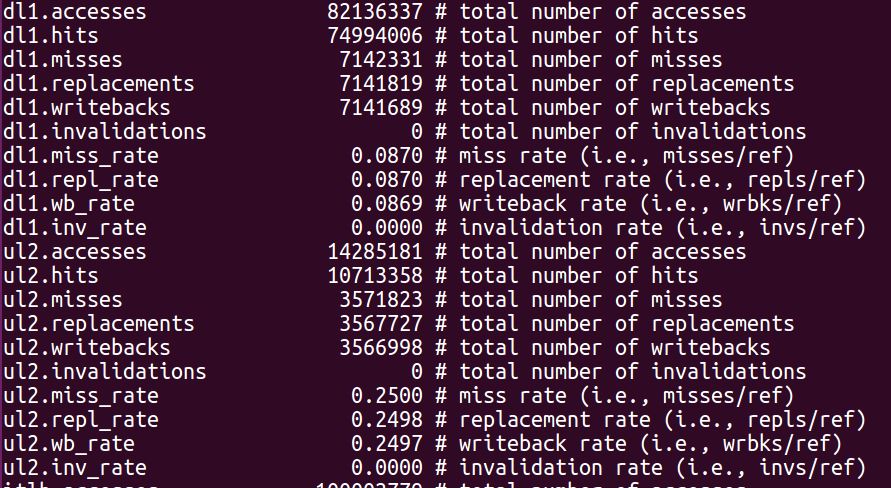 dl1.accesses 82136337 # total number of accesses
dl1.hits 74994006 # total number of hits
dl1.misses 7142331 # total number of misses
dl1.replacements 7141819 # total number of replacements
dl1.writebacks 7141689 # total number of writebacks
dl1.invalidations 0 # total number of invalidations
dl1.miss_rate 0.0870 # miss rate (i.e., misses/ref)
dl1.repl_rate 0.0870 # replacement rate (i.e., repls/ref)
dl1.wb_rate 0.0869 # writeback rate (i.e., wrbks/ref)
dl1.inv_rate 0.0000 # invalidation rate (i.e., invs/ref)
ul2.accesses 14285181 # total number of accesses
ul2.hits 10713358 # total number of hits
ul2.misses 3571823 # total number of misses
ul2.replacements 3567727 # total number of replacements
ul2.writebacks 3566998 # total number of writebacks
ul2.invalidations 0 # total number of invalidations
ul2.miss_rate 0.2500 # miss rate (i.e., misses/ref)
ul2.repl_rate 0.2498 # replacement rate (i.e., repls/ref)
ul2.wb_rate 0.2497 # writeback rate (i.e., wrbks/ref)
ul2.inv_rate 0.0000 # invalidation rate (i.e., invs/ref)
itlb.accesses # total number of accesses